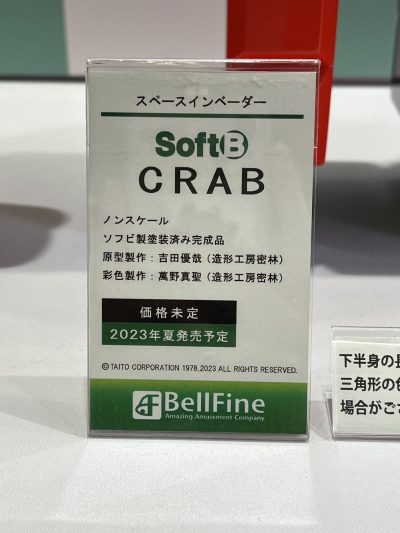 スペースインベーダー
SoftB
CRAB
ノンスケール
ソフビ製塗装済み完成品
原型製作：吉田優哉（造形工房密林）
彩色製作：萬野真聖（造形工房密林）
価格未定
2023年夏発売予定
©TAITO CORPORATION 1978,2023 ALL RIGHTS RESERVED.
BellFine
Amazing Amusement Company
下半身の長
三角形の色
場合がござ